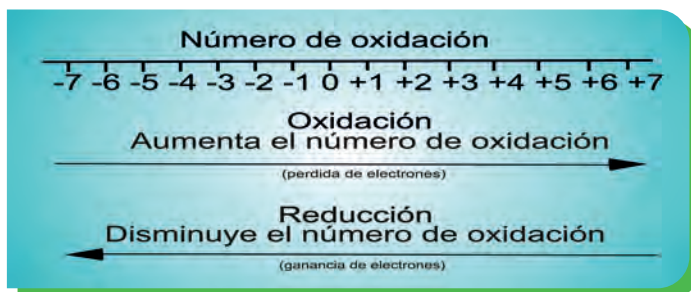 Número de oxidación
-7 -6 -5 -4 -3 -2 -1 0 +1 +2 +3 +4 +5 +6 +7
Oxidación
Aumenta el número de oxidación
(perdida de electrones)
Reducción
Disminuye el número de oxidación
(ganancia de electrones)